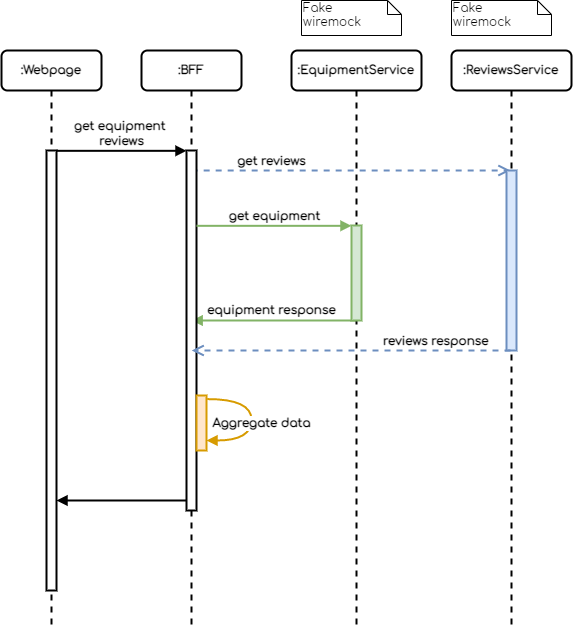 Fake
wiremock
Fake
wiremock
:Webpage
:BFF
:EquipmentService
:ReviewsService
get equipment
reviews
get reviews
get equipment
equipment response
reviews response
Aggregate data